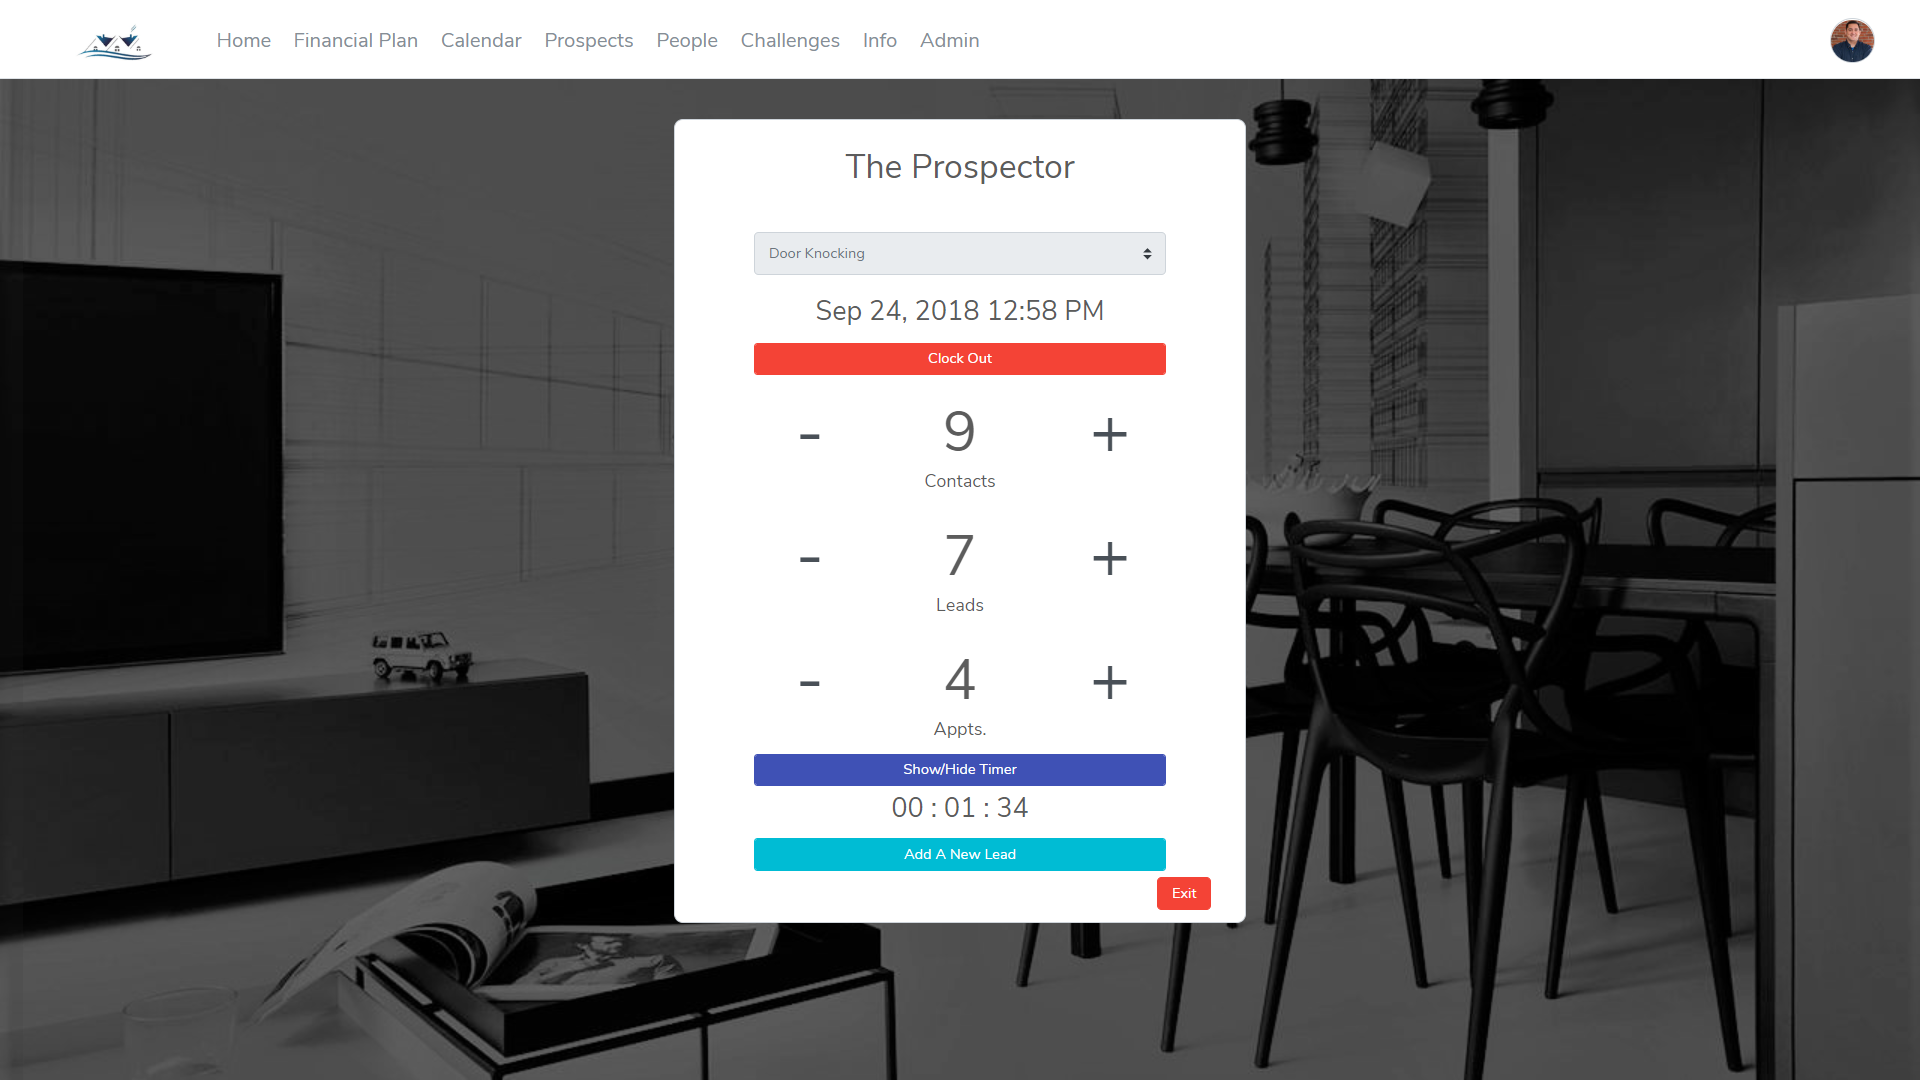 Home Financial Plan Calendar Prospects People Challenges Info Admin
The Prospector
Door Knocking
Sep 24, 2018 12:58 PM
Clock Out
- 9 +
Contacts
- 7 +
Leads
- 4 +
Appts.
Show/Hide Timer
00 : 01 : 34
Add A New Lead
Exit